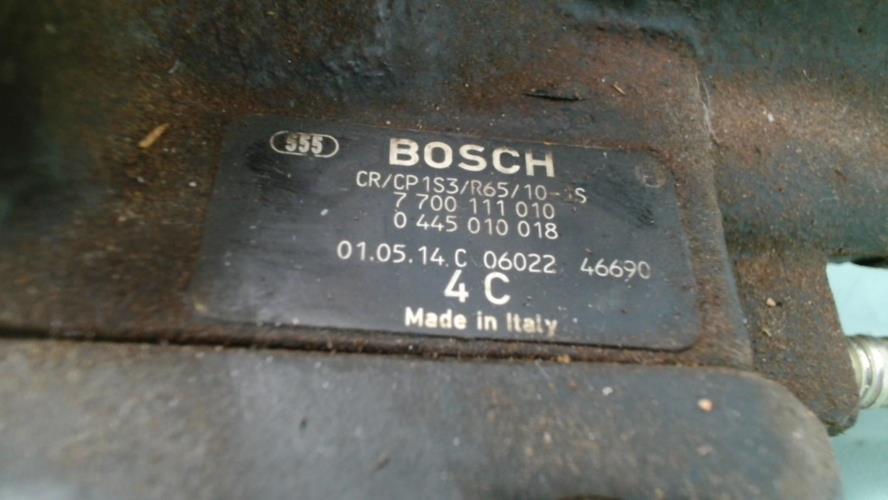 555
BOSCH
CR/CP1S3/R65/10-
7 700 111 010
0 445 010 018
01.05.14.C 06022 46690
4 C
Made in Italy